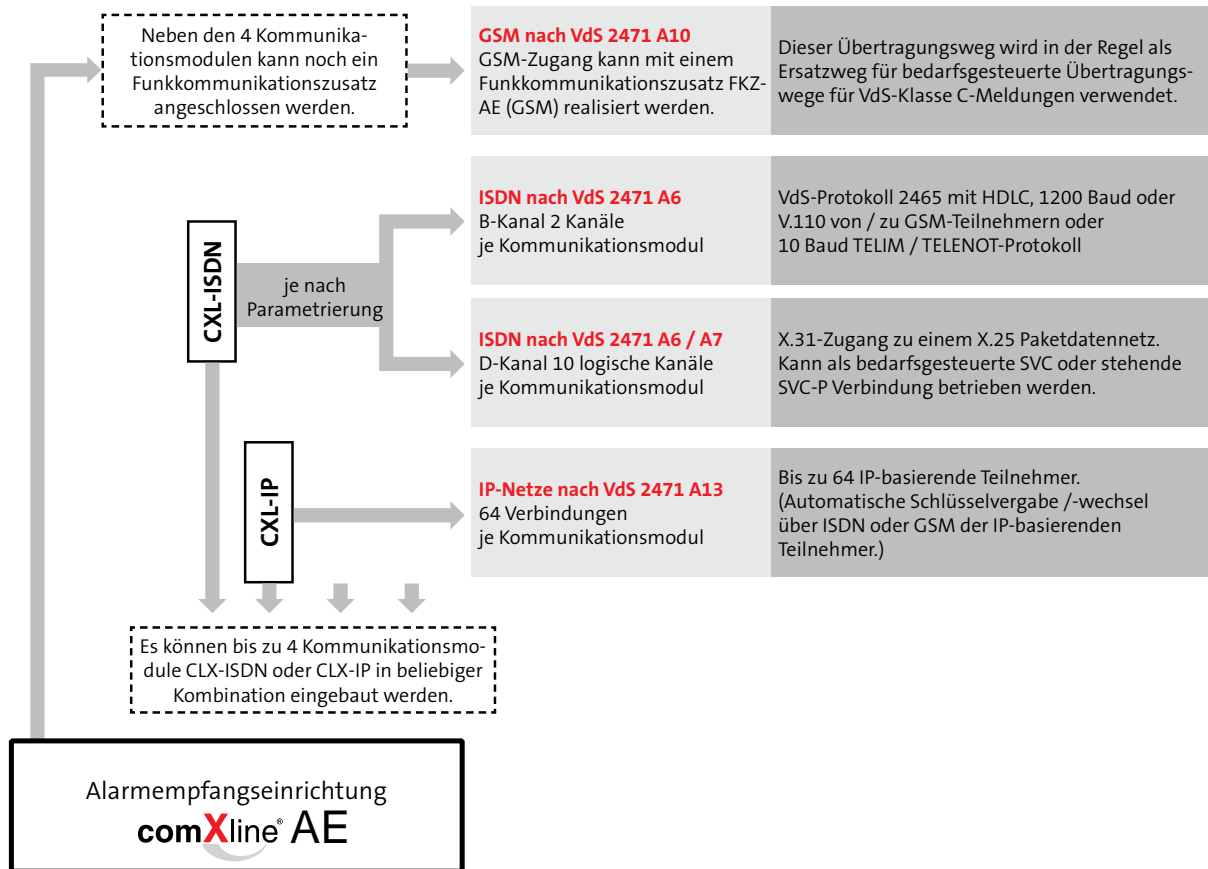 Neben den 4 Kommunika-
tionsmodulen kann noch ein
Funkkommunikationszusatz
angeschlossen werden.
GSM nach VdS 2471 A10
GSM-Zugang kann mit einem
Funkkommunikationszusatz FKZ-
AE (GSM) realisiert werden.
Dieser Übertragungsweg wird in der Regel als
Ersatzweg für bedarfsgesteuerte Übertragungs-
wege für VdS-Klasse C-Meldungen verwendet.
CXL-ISDN
je nach
Parametrierung
ISDN nach VdS 2471 A6
B-Kanal 2 Kanäle
je Kommunikationsmodul
VdS-Protokoll 2465 mit HDLC, 1200 Baud oder
V.110 von / zu GSM-Teilnehmern oder
10 Baud TELIM / TELENOT-Protokoll
ISDN nach VdS 2471 A6 / A7
D-Kanal 10 logische Kanäle
je Kommunikationsmodul
X.31-Zugang zu einem X.25 Paketdatennetz.
Kann als bedarfsgesteuerte SVC oder stehende
SVC-P Verbindung betrieben werden.
CXL-IP
IP-Netze nach VdS 2471 A13
64 Verbindungen
je Kommunikationsmodul
Bis zu 64 IP-basierende Teilnehmer.
(Automatische Schlüsselvergabe /-wechsel
über ISDN oder GSM der IP-basierenden
Teilnehmer.)
Es können bis zu 4 Kommunikationsmo-
dule CLX-ISDN oder CLX-IP in beliebiger
Kombination eingebaut werden.
Alarmempfangseinrichtung
comXline® AE